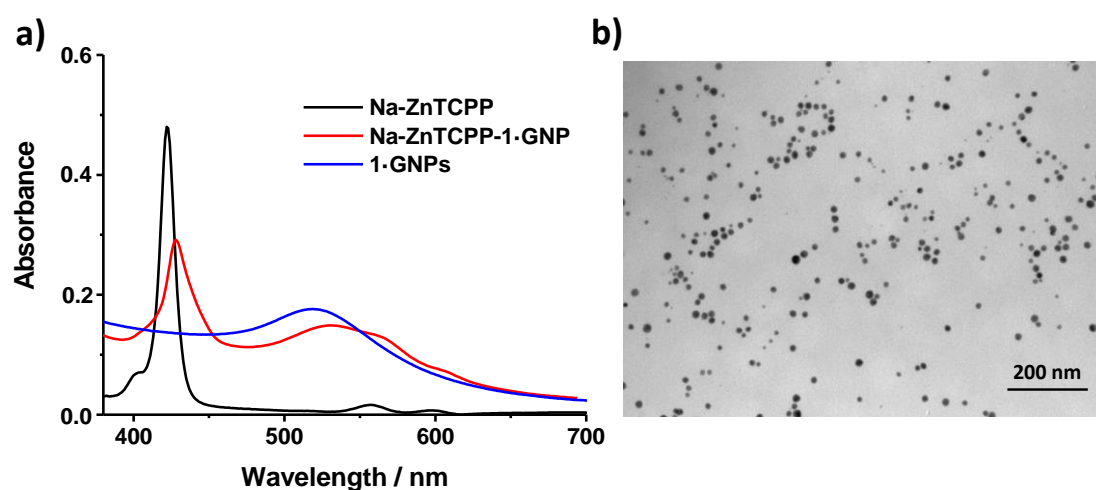 a)
0.6
0.4
0.2
0.0
Absorbance
400
500
600
700
Wavelength / nm
Na-ZnTCPP
Na-ZnTCPP-1·GNP
1·GNPs
b)
200 nm